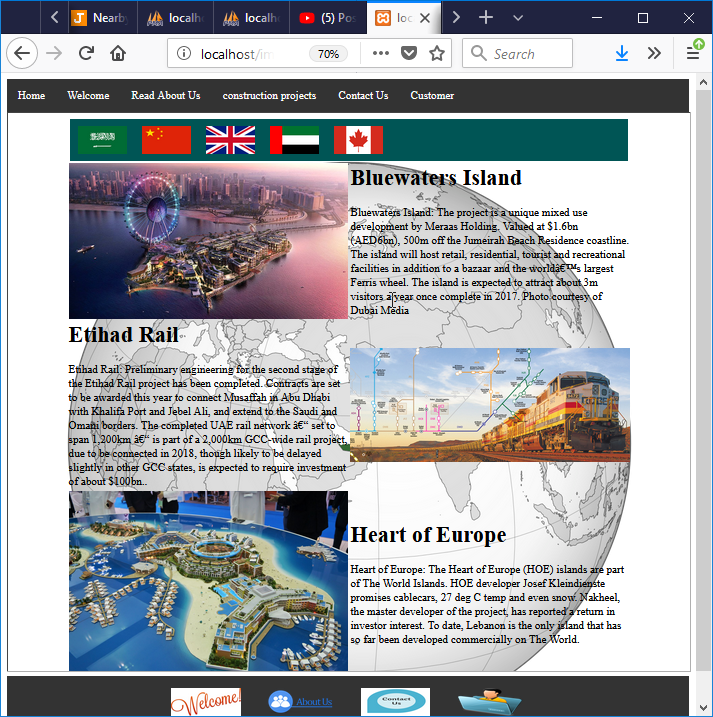 Nearby
localh
localh
(5) Pos
loc
localhost/im
70%
Search
Home Welcome Read About Us construction projects Contact Us Customer
Bluewaters Island
Bluewaters Island: The project is a unique mixed use
development by Meraas Holding. Valued at $1.6bn
(AED6bn), 500m off the Jumeirah Beach Residence coastline.
The island will host retail, residential, tourist and recreational
facilities in addition to a bazaar and the worldâ€™s largest
Ferris wheel. The island is expected to attract about 3m
visitors a year once complete in 2017. Photo courtesy of
Dubai Media
Etihad Rail
Etihad Rail: Preliminary engineering for the second stage of
the Etihad Rail project has been completed. Contracts are set
to be awarded this year to connect Musaffah in Abu Dhabi
with Khalifa Port and Jebel Ali, and extend to the Saudi and
Omani borders. The completed UAE rail network â€“ set to
span 1,200km â€“ is part of a 2,000km GCC-wide rail project,
due to be connected in 2018, though likely to be delayed
slightly in other GCC states, is expected to require investment
of about $100bn..
Heart of Europe
Heart of Europe: The Heart of Europe (HOE) islands are part
of The World Islands. HOE developer Josef Kleindienste
promises cablecars, 27 deg C temp and even snow. Nakheel,
the master developer of the project, has reported a return in
investor interest. To date, Lebanon is the only island that has
so far been developed commercially on The World.
Welcome!
About Us
Contact
Us